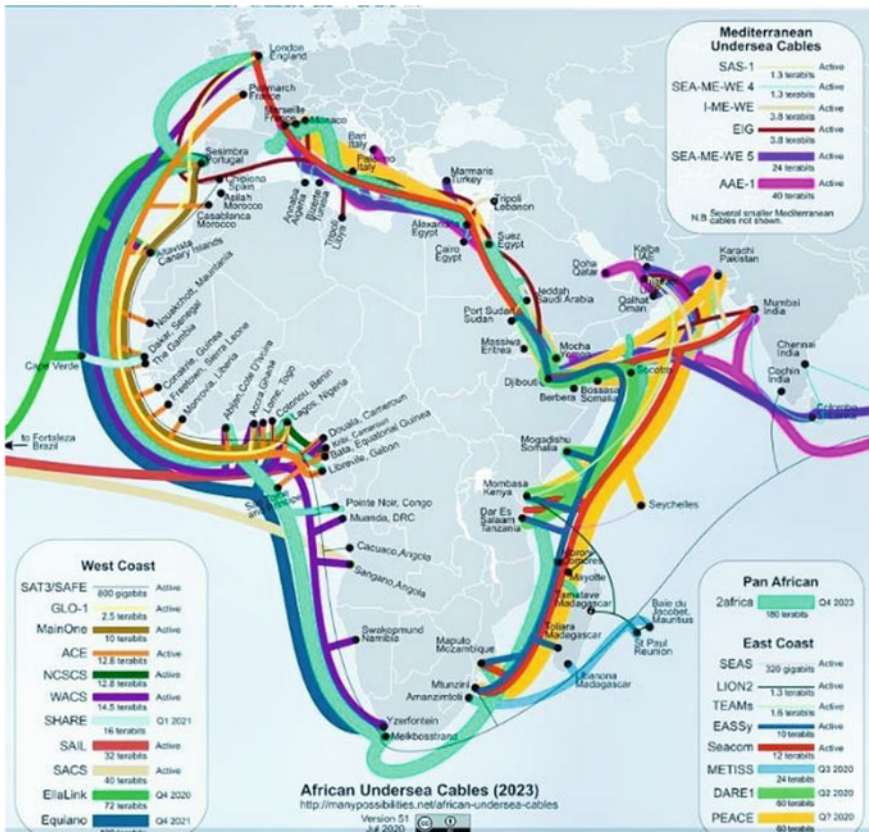 Mediterranean
Undersea Cables
SAS-1 Active
1.3 terabits
SEA-ME-WE 4 Active
1.3 terabits
I-ME-WE Active
3.8 terabits
EIG Active
3.8 terabits
SEA-ME-WE 5 Active
24 terabits
AAE-1 Active
40 terabits
N.B Several smaller Mediterranean
cables not shown.
London
England
Penmarch
France
Marseille
France
Monaco
Bari
Italy
Palermo
Italy
Sesimbra
Portugal
Chipiona
Spain
Asilah
Morocco
Casablanca
Morocco
Annaba
Algeria
Bizerte
Tunisia
Tripoli
Libya
Marmaris
Turkey
Tripoli
Lebanon
Alexandria
Egypt
Cairo
Egypt
Suez
Egypt
Altavista
Canary Islands
Nouakchott, Mauritania
Dakar, Senegal
The Gambia
Cape Verde
Conakrie, Guinea
Freetown, Sierra Leone
Monrovia, Liberia
Abijan, Cote D'ivoire
Accra, Ghana
Lome, Togo
Cotonou, Benin
Lagos, Nigeria
Douala, Cameroun
Kribi, Cameroun
Bata, Equatorial Guinea
Libreville, Gabon
to Fortaleza
Brazil
Pointe Noir, Congo
Muanda, DRC
Cacuaco, Angola
Sangano, Angola
Swakopmund
Namibia
Yzerfontein
Melkbosstrand
Jeddah
Saudi Arabia
Port Sudan
Sudan
Massiwa
Eritrea
Mocha
Yemen
Djibouti
Berbera
Bossasa
Somalia
Socotra
Doha
Qatar
Kalba
UAE
Qalhat
Oman
Karachi
Pakistan
Mumbai
India
Chennai
India
Cochin
India
Colombo
Mogadishu
Somalia
Mombasa
Kenya
Dar Es
Salaam
Tanzania
Seychelles
Moroni
Comores
Mayotte
Tamatave
Madagascar
Toliara
Madagascar
Maputo
Mozambique
Mtunzini
Amanzimtoti
Libanona
Madagascar
Baie du
Jacobet,
Mauritius
St Paul
Reunion
West Coast
SAT3/SAFE Active
800 gigabits
GLO-1 Active
2.5 terabits
MainOne Active
10 terabits
ACE Active
12.8 terabits
NCSCS Active
12.8 terabits
WACS Active
14.5 terabits
SHARE Q1 2021
16 terabits
SAIL Active
32 terabits
SACS Active
40 terabits
EllaLink Q4 2020
72 terabits
Equiano Q4 2021
Pan African
2africa Q4 2023
180 terabits
East Coast
SEAS Active
320 gigabits
LION2 Active
1.3 terabits
TEAMs Active
1.6 terabits
EASSy Active
10 terabits
Seacom Active
12 terabits
METISS Q3 2020
24 terabits
DARE1 Q2 2020
60 terabits
PEACE Q? 2020
60 terabits
African Undersea Cables (2023)
http://manypossibilities.net/african-undersea-cables
Version 51
Jul 2020